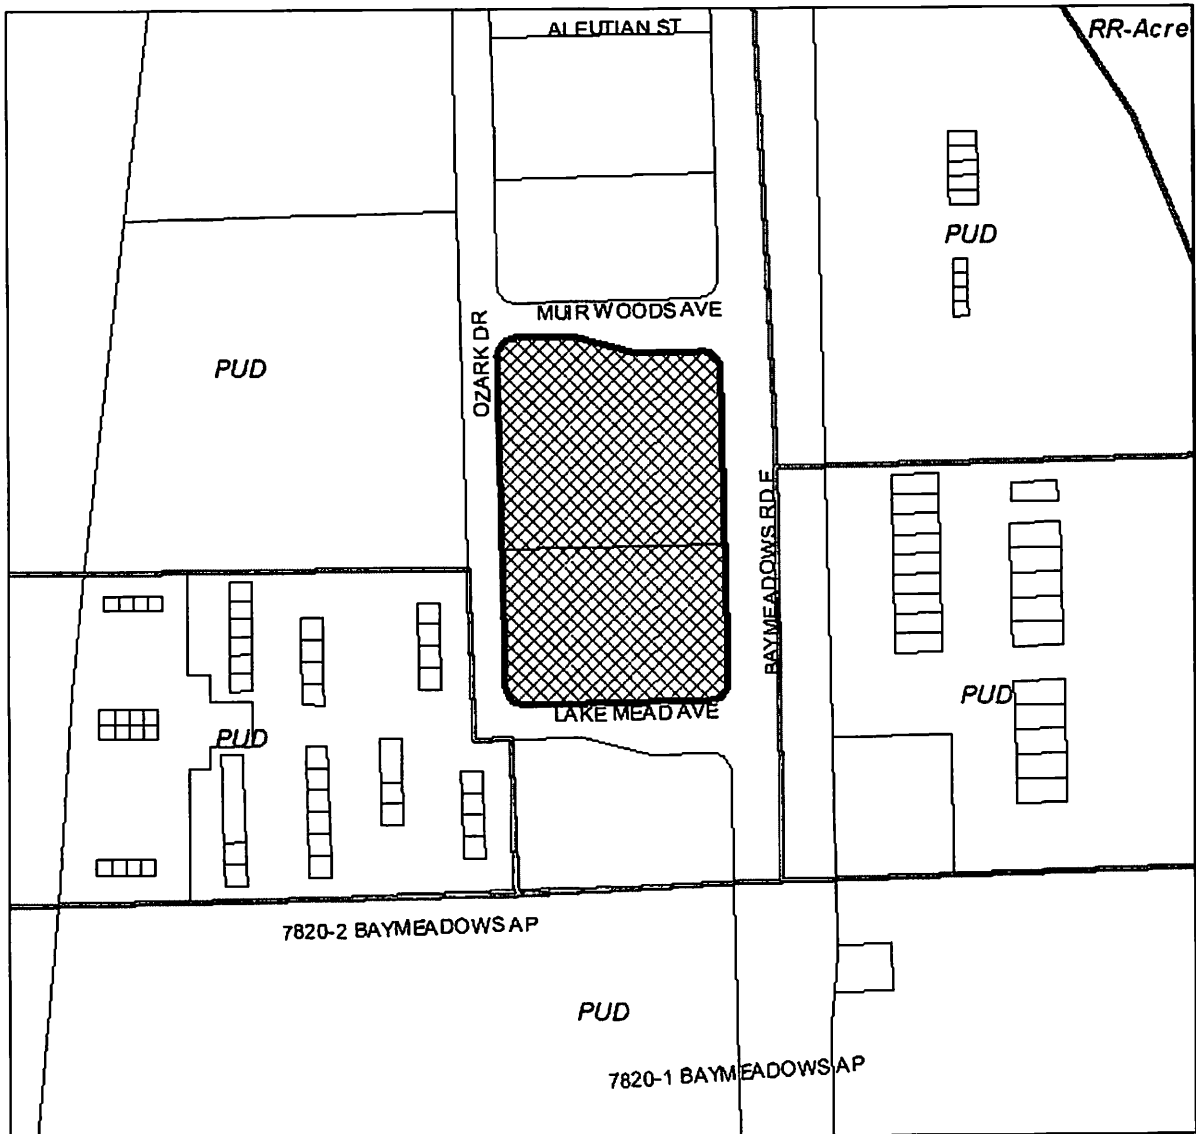 ALEUTIAN ST
RR-Acre
PUD
MUIR WOODS AVE
OZARK DR
PUD
BAYMEADOWS RD E
PUD
LAKE MEAD AVE
PUD
7820-2 BAYMEADOWS AP
PUD
7820-1 BAYMEADOWS AP